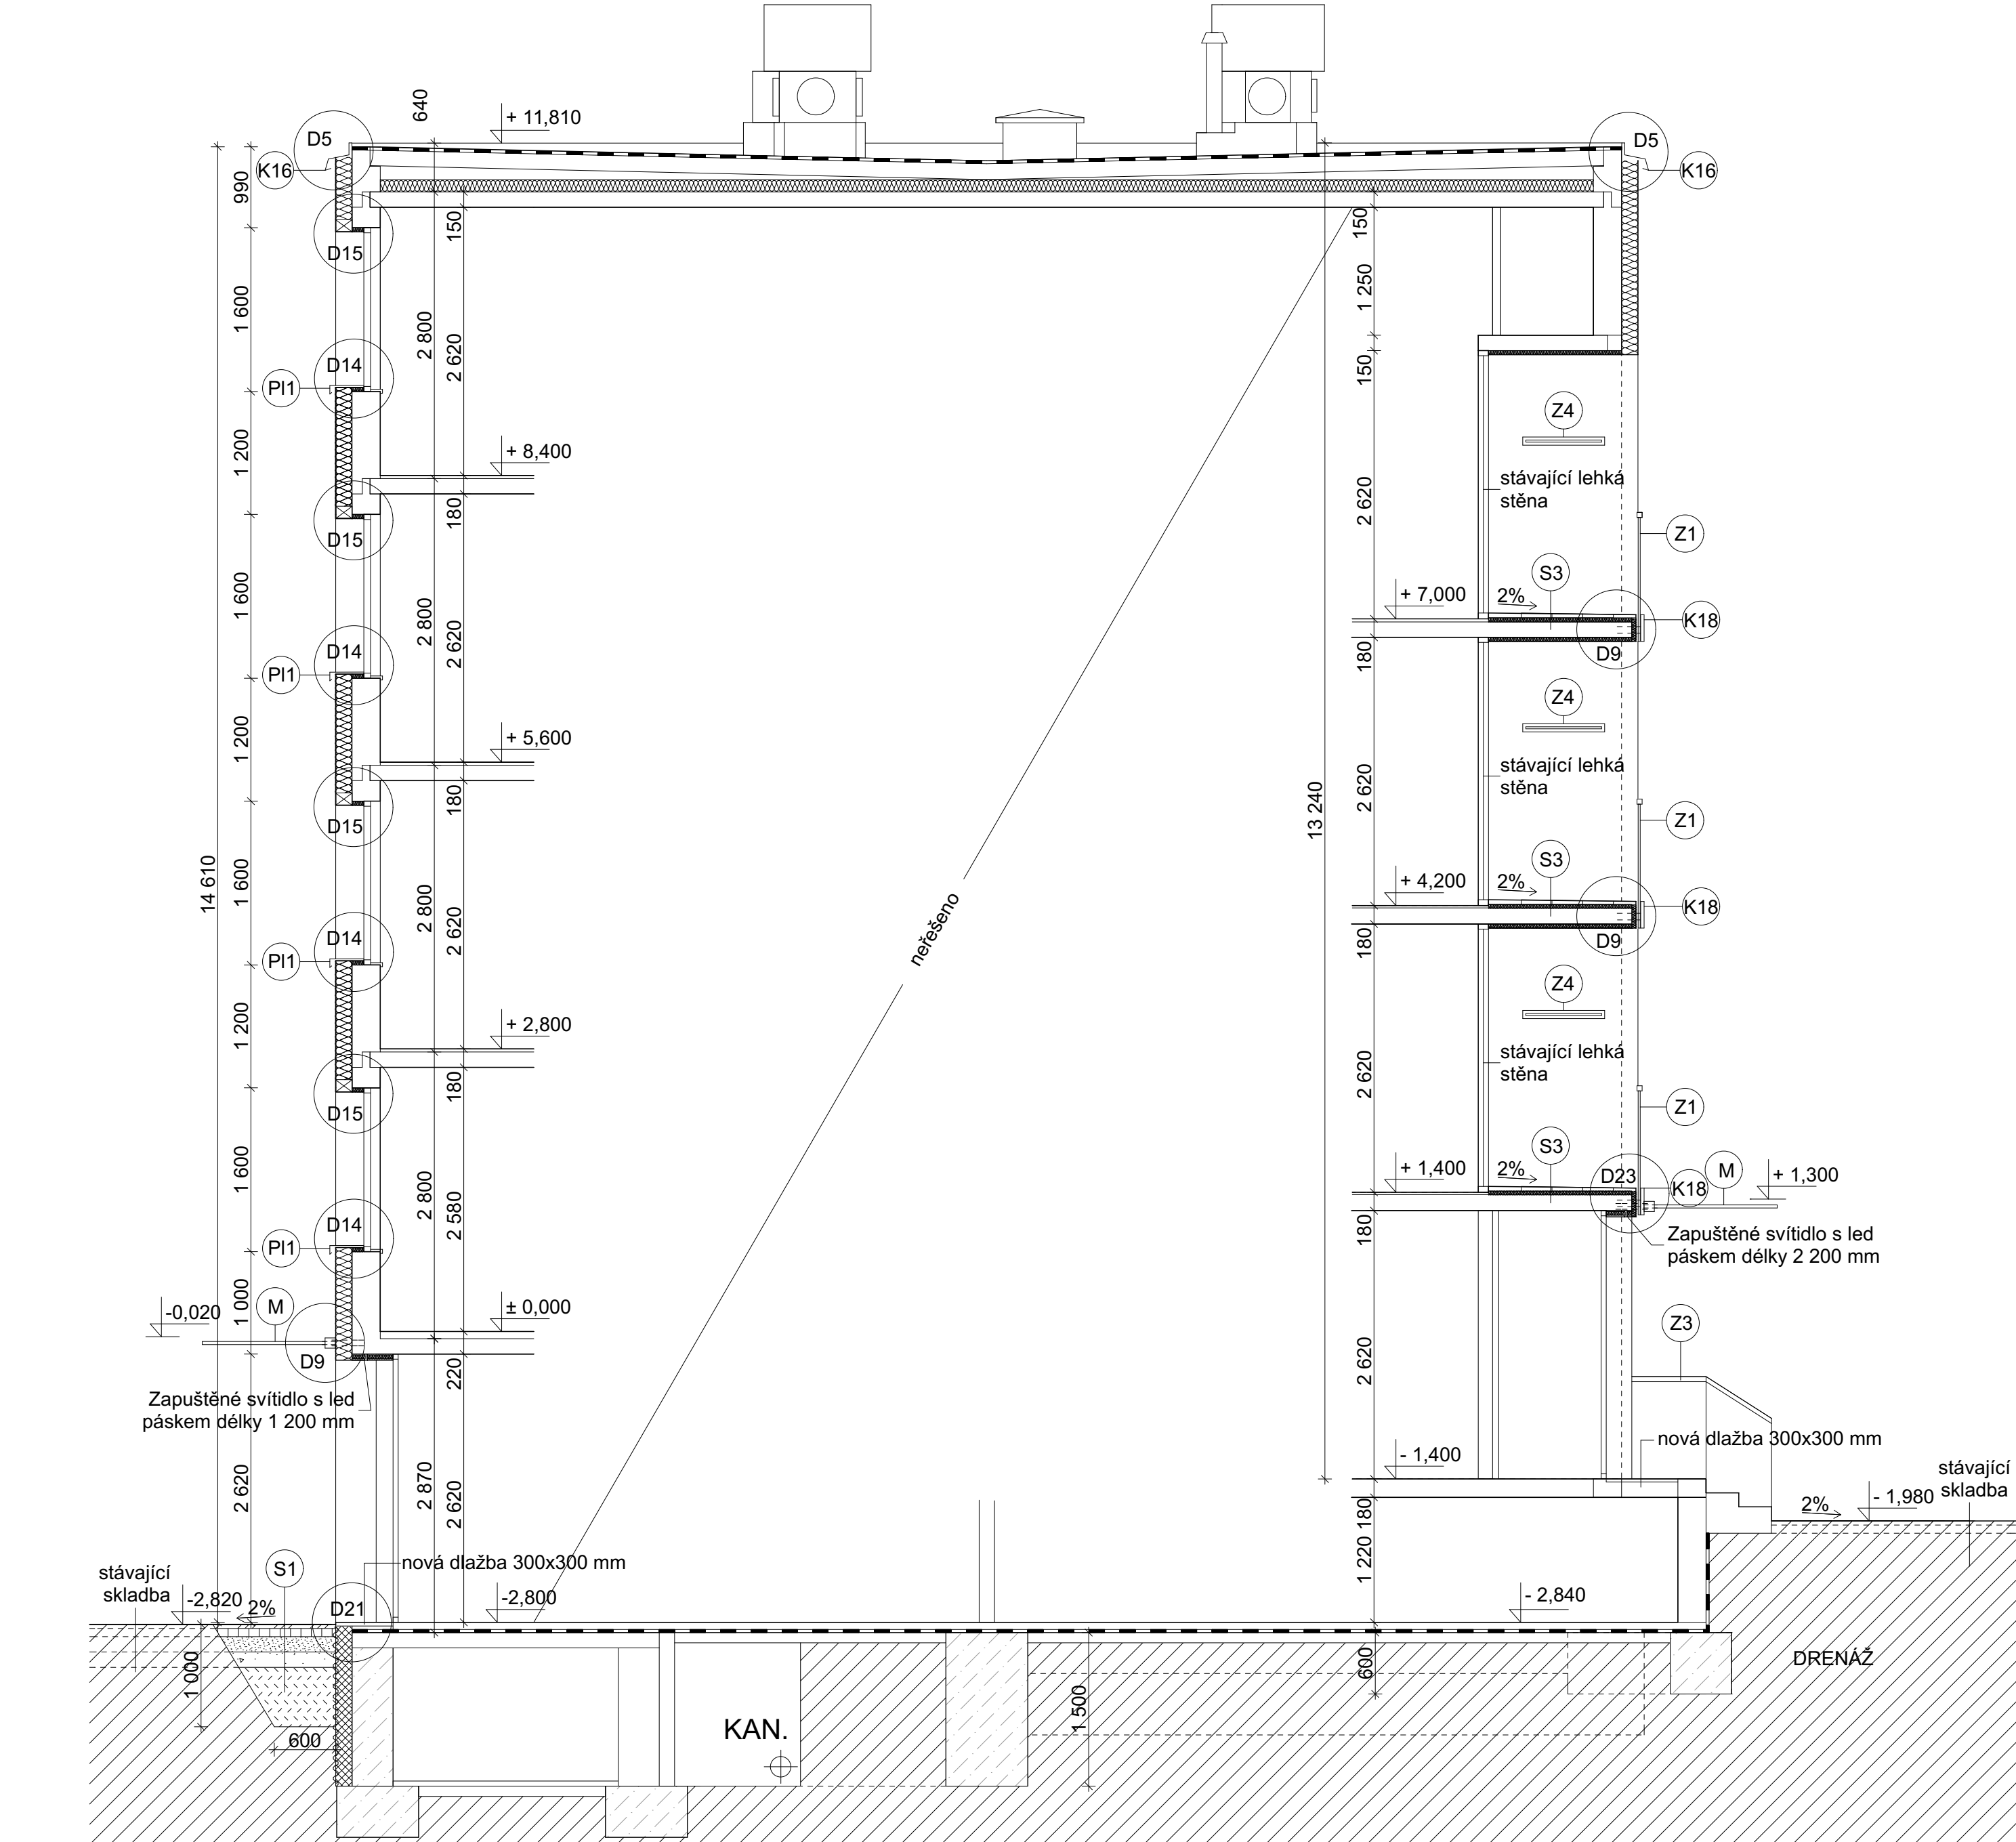 640
+ 11,810
D5
D5
K16
K16
990
150
150
D15
1 600
2 800
2 620
1 250
D14
PI1
150
Z4
1 200
+ 8,400
stávající lehká
stěna
180
2 620
D15
Z1
S3
1 600
2 800
2 620
+ 7,000
2%
K18
D14
180
D9
PI1
Z4
1 200
+ 5,600
stávající lehká
stěna
180
2 620
13 240
D15
Z1
S3
14 610
1 600
2 800
2 620
+ 4,200
2%
K18
neřešeno
D14
180
D9
PI1
Z4
1 200
+ 2,800
stávající lehká
stěna
180
2 620
D15
Z1
S3
1 600
2 800
2 580
+ 1,400
2%
D23
K18
M
+ 1,300
D14
180
Zapuštěné svítidlo s led
páskem délky 2 200 mm
PI1
1 000
-0,020
M
± 0,000
Z3
D9
220
2 620
Zapuštěné svítidlo s led
páskem délky 1 200 mm
2 620
2 870
2 620
- 1,400
nová dlažba 300x300 mm
stávající
skladba
2%
- 1,980
180
1 220
nová dlažba 300x300 mm
stávající
skladba
S1
-2,820
2%
D21
-2,800
- 2,840
1 000
600
DRENÁŽ
1 500
KAN.
600